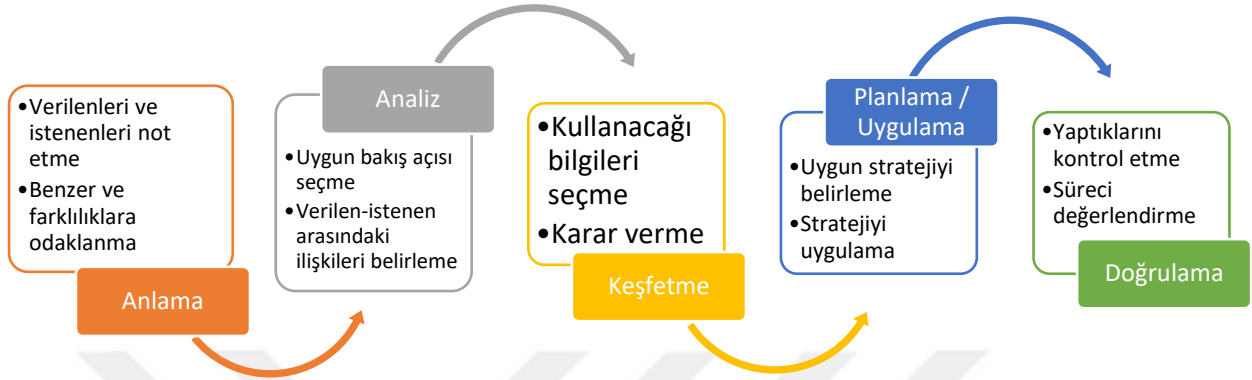 •Verilenleri ve
istenenleri not
etme
•Benzer ve
farklılıklara
odaklanma
Anlama
Analiz
•Uygun bakış açısı
seçme
•Verilen-istenen
arasındaki
ilişkileri belirleme
•Kullanacağı
bilgileri
seçme
•Karar verme
Keşfetme
Planlama /
Uygulama
•Uygun stratejiyi
belirleme
•Stratejiyi
uygulama
•Yaptıklarını
kontrol etme
•Süreci
değerlendirme
Doğrulama